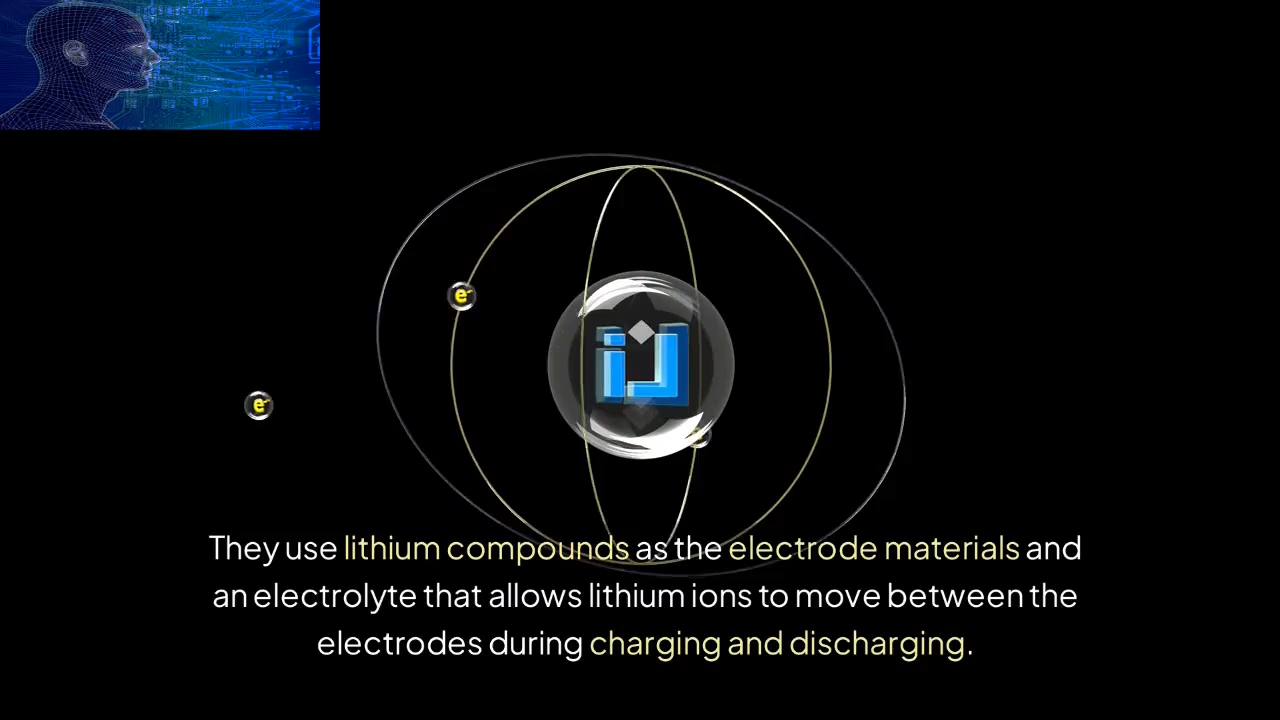 e-
iJ
e-
They use lithium compounds as the electrode materials and
an electrolyte that allows lithium ions to move between the
electrodes during charging and discharging.